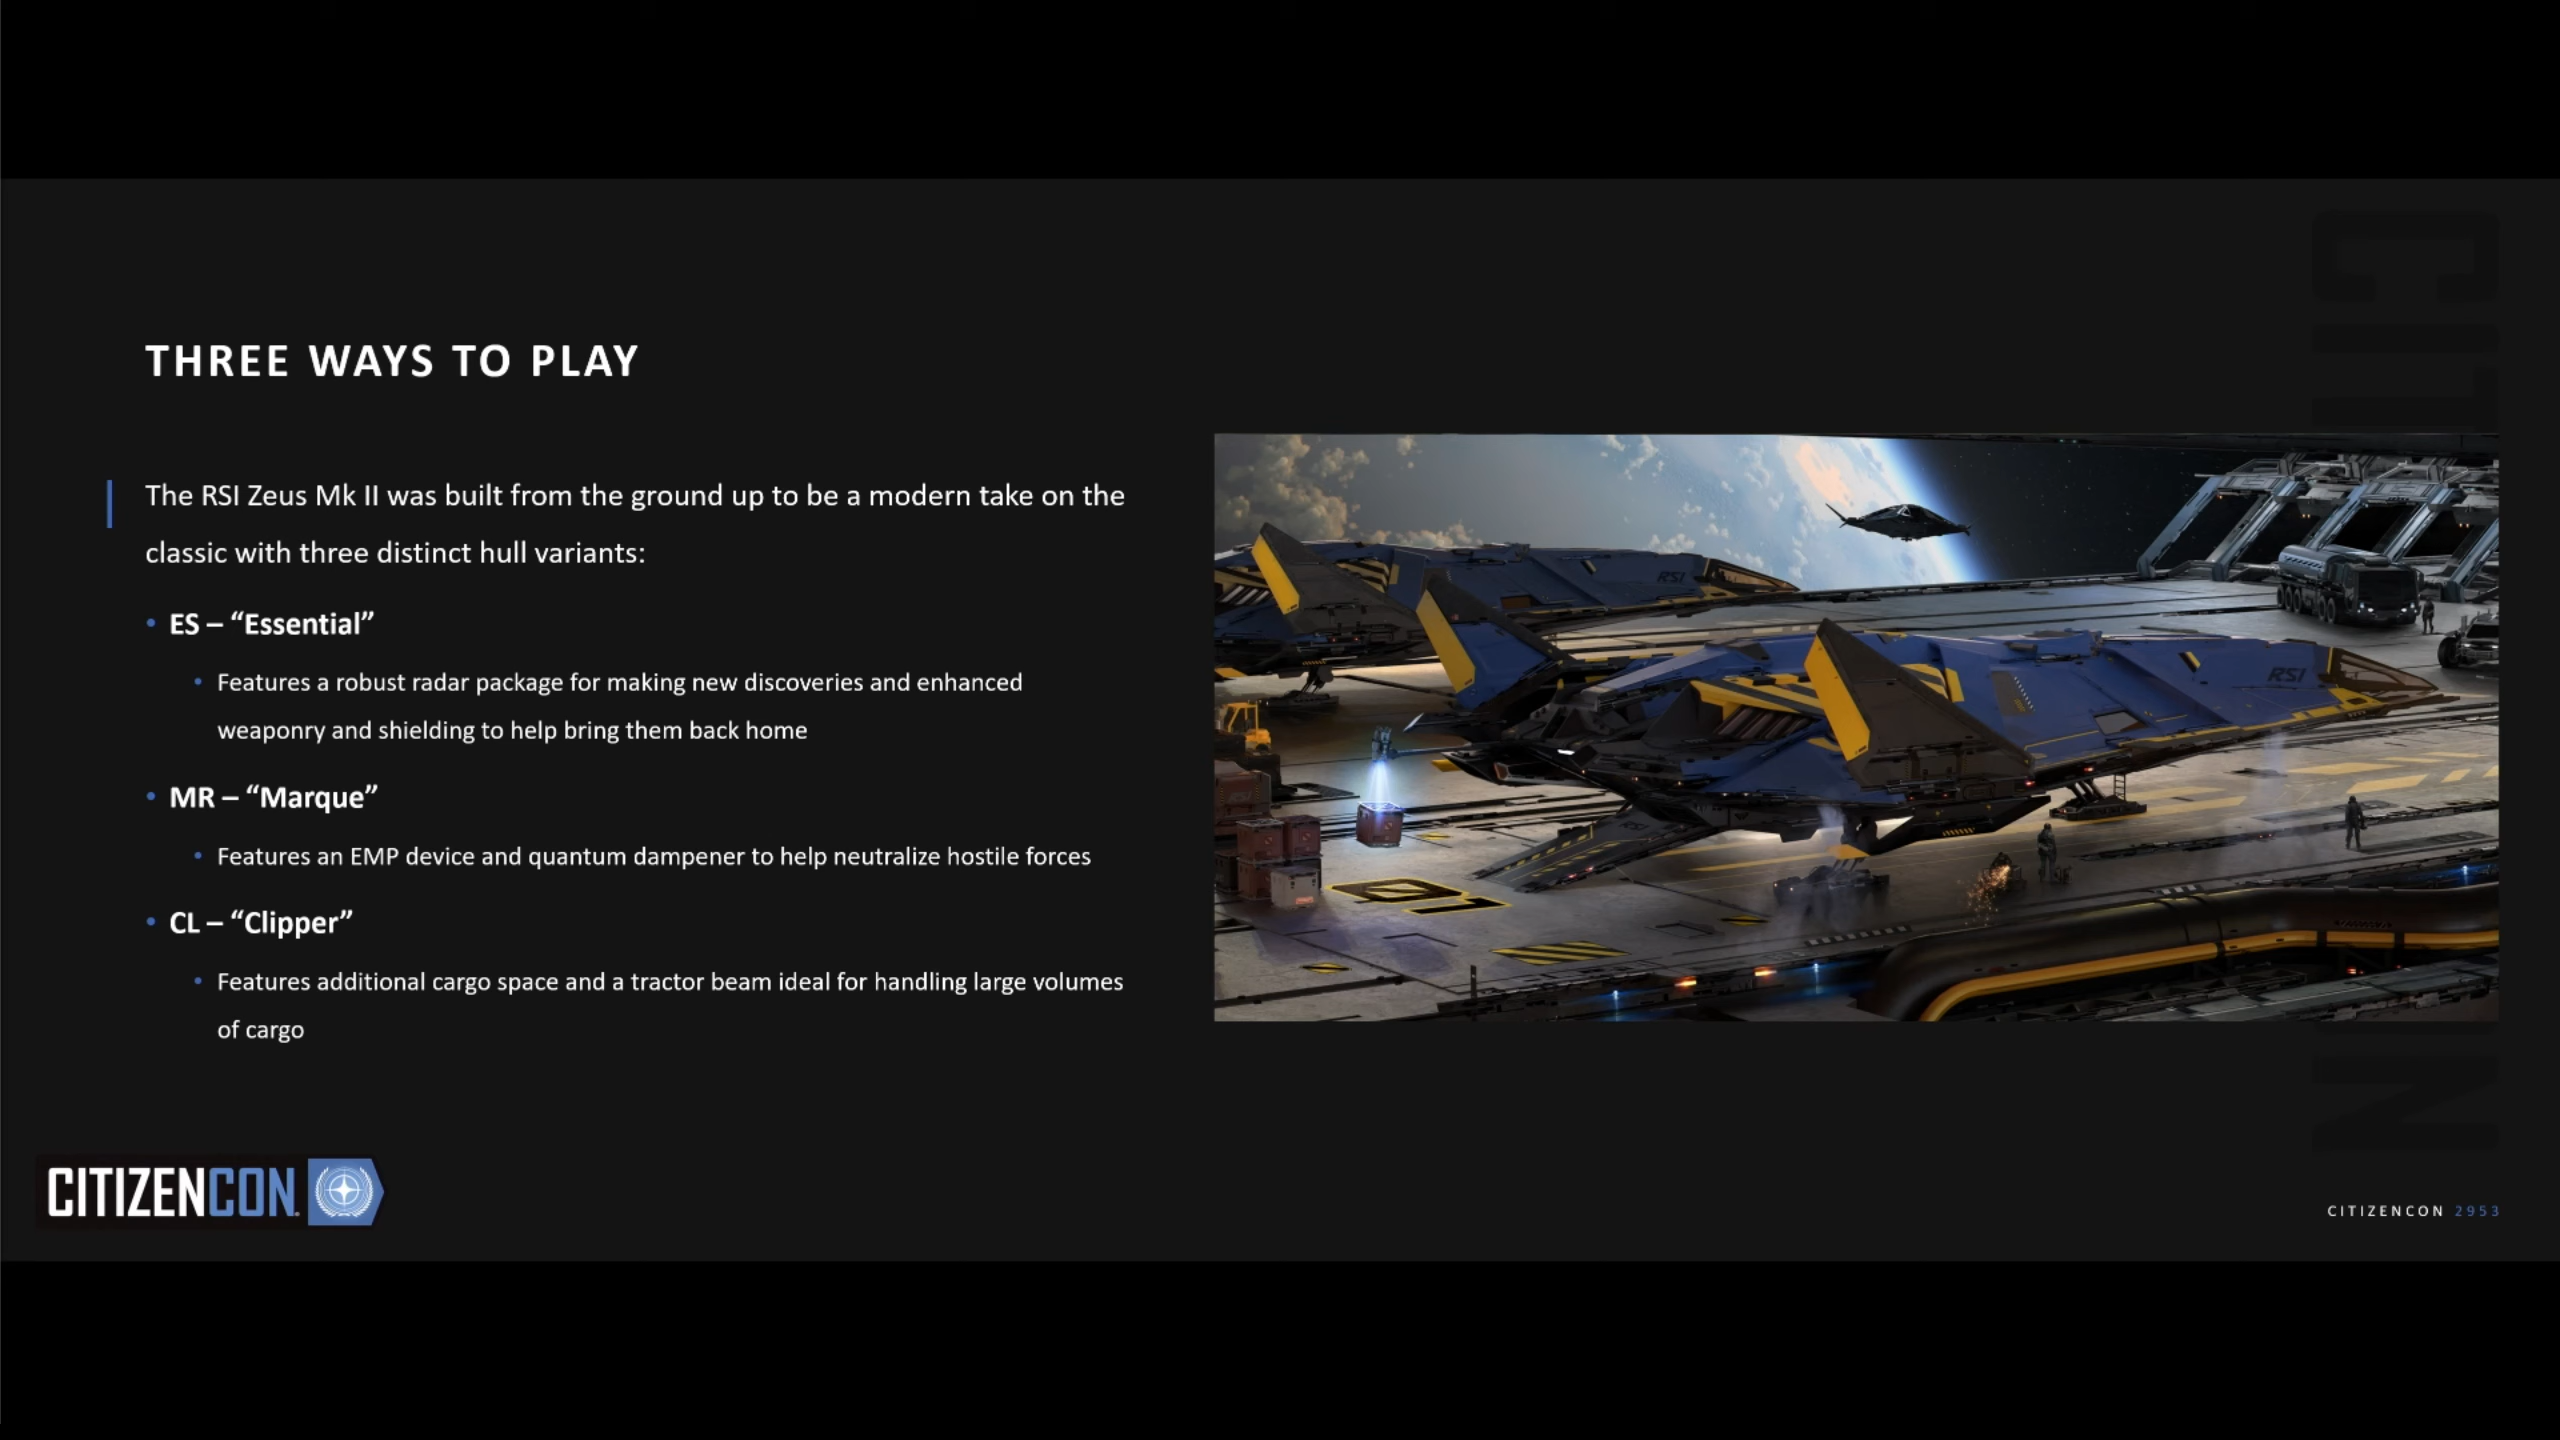 THREE WAYS TO PLAY
The RSI Zeus Mk II was built from the ground up to be a modern take on the
classic with three distinct hull variants:
• ES – “Essential”
• Features a robust radar package for making new discoveries and enhanced
weaponry and shielding to help bring them back home
• MR – “Marque”
• Features an EMP device and quantum dampener to help neutralize hostile forces
• CL – “Clipper”
• Features additional cargo space and a tractor beam ideal for handling large volumes
of cargo
RSI
RSI
CITIZENCON
CITIZENCON 2953